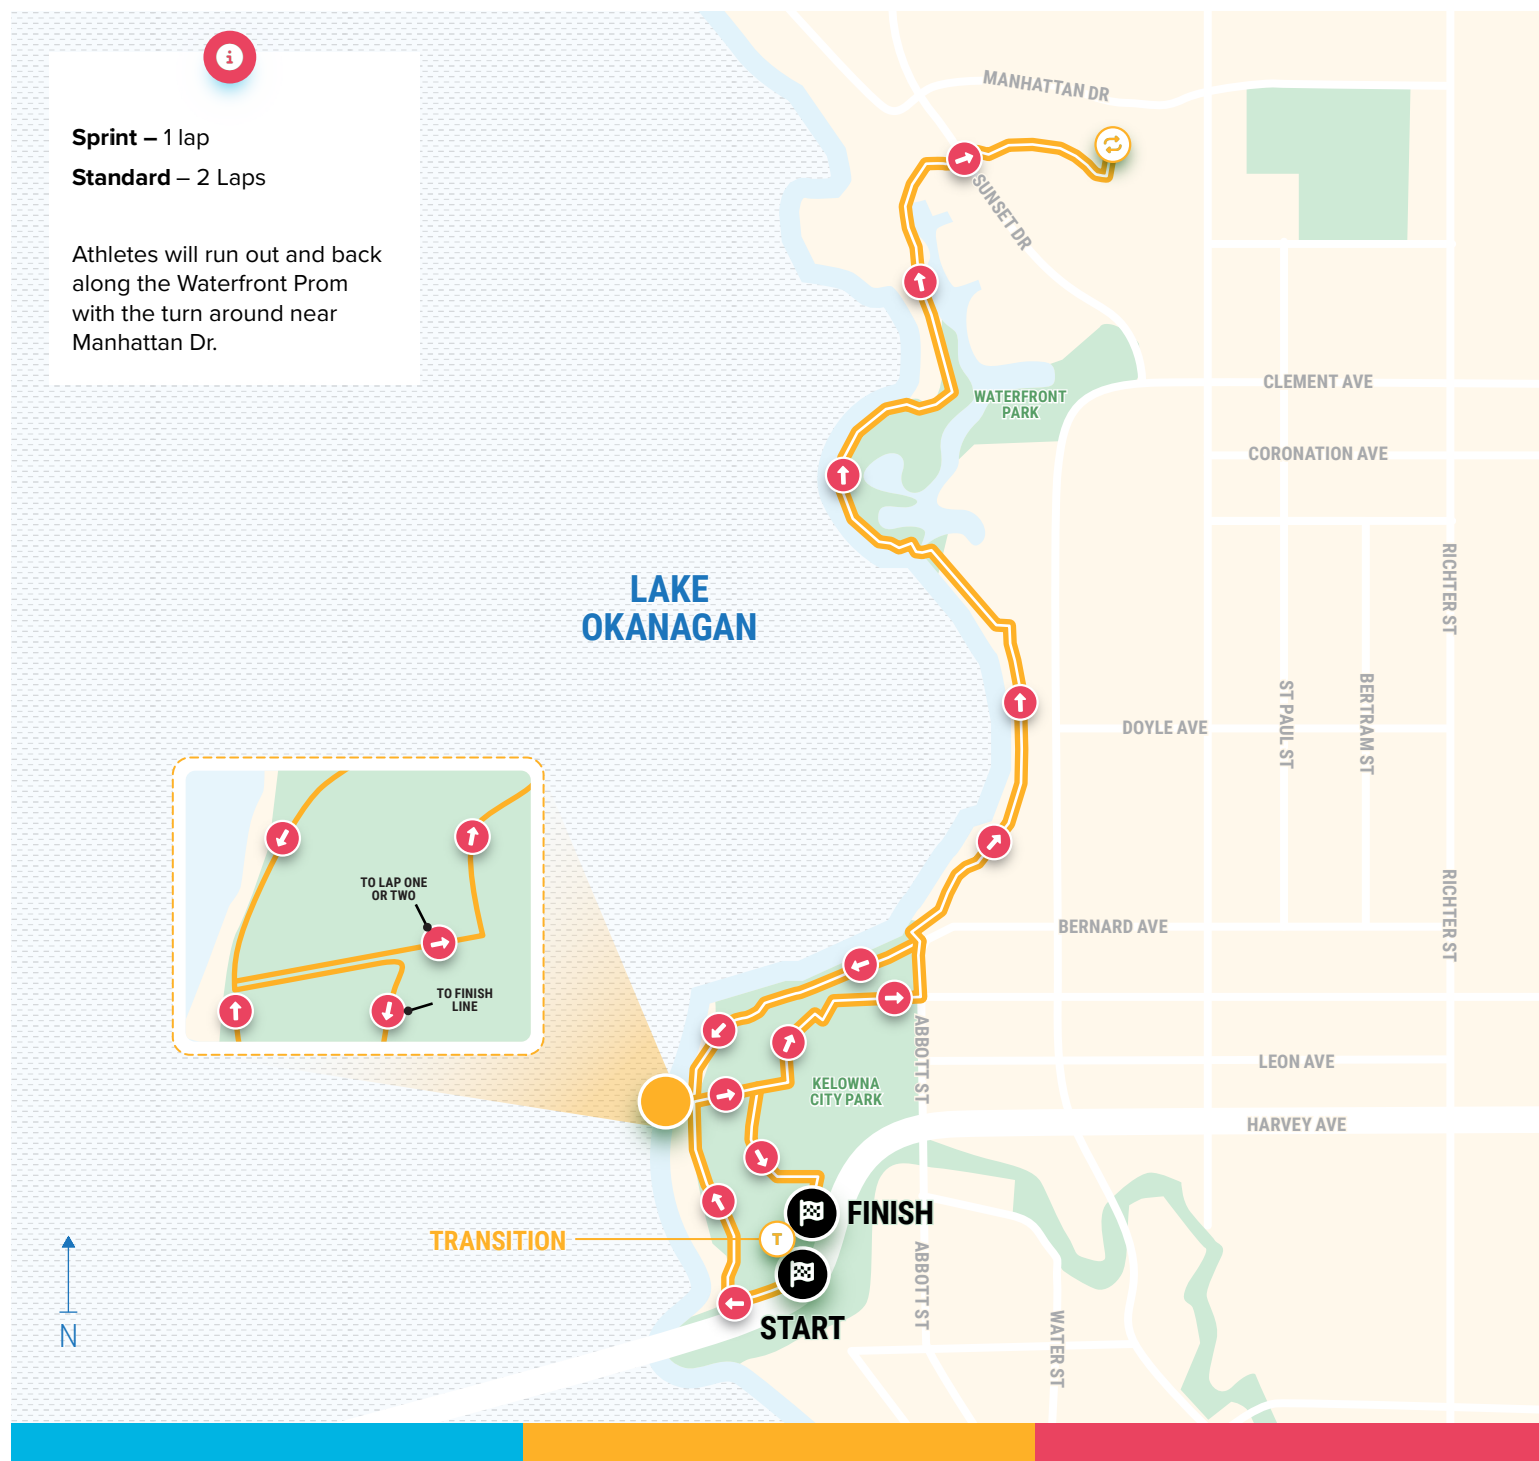 Sprint – 1 lap
Standard – 2 Laps
Athletes will run out and back
along the Waterfront Prom
with the turn around near
Manhattan Dr.
MANHATTAN DR
SUNSET DR
WATERFRONT
PARK
CLEMENT AVE
CORONATION AVE
LAKE
OKANAGAN
RICHTER ST
ST PAUL ST
BERTRAM ST
DOYLE AVE
TO LAP ONE
OR TWO
TO FINISH
LINE
BERNARD AVE
RICHTER ST
ABBOTT ST
KELOWNA
CITY PARK
LEON AVE
HARVEY AVE
FINISH
TRANSITION
T
START
ABBOTT ST
WATER ST
N